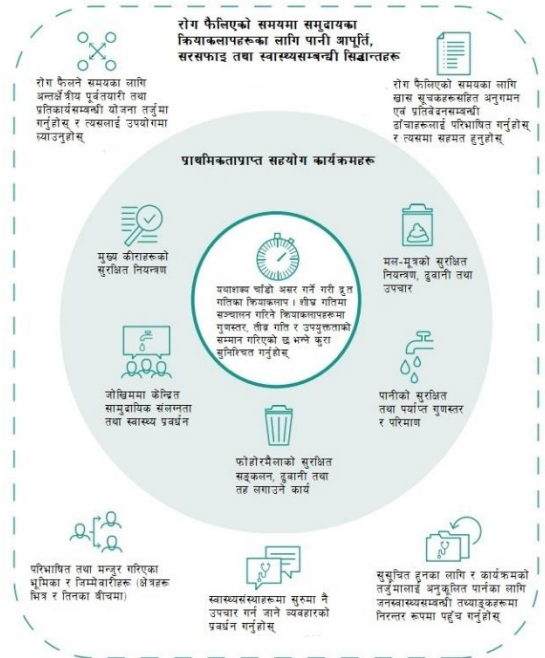 रोग फैलिएको समयमा समुदायका
क्रियाकलापहरूका लागि पानी आपूर्ति,
सरसफाइ तथा स्वास्थ्यसम्बन्धी सिद्धान्तहरू
रोग फैलने समयका लागि
अन्तर्क्षेत्रीय पूर्वतयारी तथा
प्रतिकार्यसम्बन्धी योजना तर्जुमा
गर्नुहोस् र त्यसलाई उपयोगमा
ल्याउनुहोस्
रोग फैलिएको समयका लागि
खास सूचकहरूसहित अनुगमन
एवं प्रतिवेदनसम्बन्धी
ढाँचाहरूलाई परिभाषित गर्नुहोस्
र त्यसमा सहमत हुनुहोस्
प्राथमिकताप्राप्त सहयोग कार्यक्रमहरू
मुख्य कीराहरूको
सुरक्षित नियन्त्रण
यथाशक्य चाँडो असर गर्ने गरी द्रुत
गतिका क्रियाकलाप । शीघ्र गतिमा
सञ्चालन गरिने क्रियाकलापहरूमा
गुणस्तर, तीव्र गति र उपयुक्तताको
सम्मान गरिएको छ भन्ने कुरा
सुनिश्चित गर्नुहोस्
मल-मूत्रको सुरक्षित
नियन्त्रण, ढुवानी तथा
उपचार
जोखिममा केन्द्रित
सामुदायिक संलग्नता
तथा स्वास्थ्य प्रवर्धन
पानीको सुरक्षित
तथा पर्याप्त गुणस्तर
र परिमाण
फोहोरमैलाको सुरक्षित
सङ्कलन, ढुवानी तथा
तह लगाउने कार्य
परिभाषित तथा मन्जुर गरिएका
भूमिका र जिम्मेवारीहरू (क्षेत्रहरू
भित्र र तिनका बीचमा)
स्वास्थ्यसंस्थाहरूमा सुरुमा नै
उपचार गर्न जाने व्यवहारको
प्रवर्धन गर्नुहोस्
सुसूचित हुनका लागि र कार्यक्रमको
तर्जुमालाई अनुकूलित पार्नका लागि
जनस्वास्थ्यसम्बन्धी तथ्याङ्कहरूमा
निरन्तर रूपमा पहुँच गर्नुहोस्